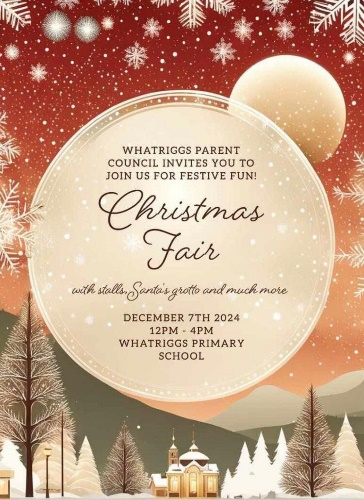 WHATRIGGS PARENT
COUNCIL INVITES YOU TO
JOIN US FOR FESTIVE FUN!
Christmas
Fair
with stalls, Santa's grotto and much more
DECEMBER 7TH 2024
12PM - 4PM
WHATRIGGS PRIMARY
SCHOOL